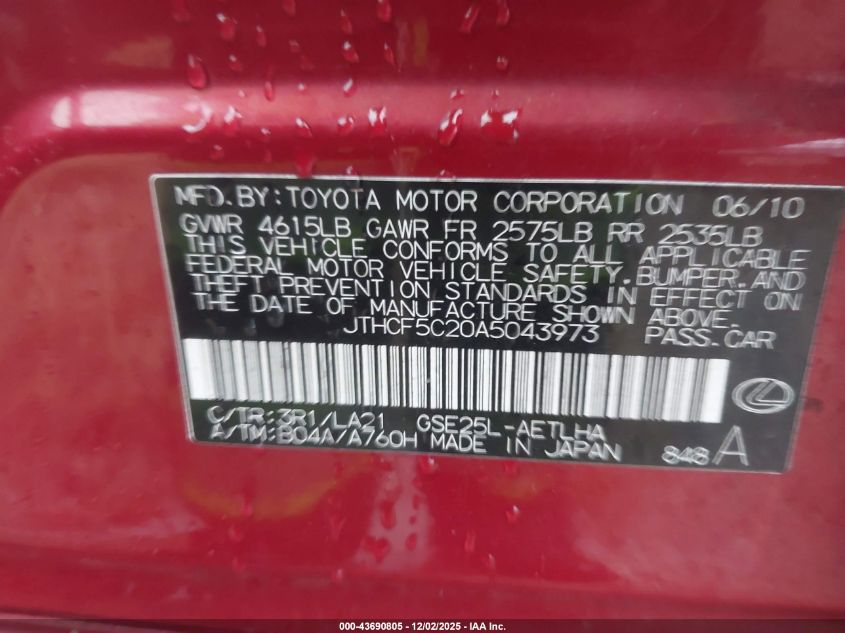 MFD.BY:TOYOTA MOTOR CORPORATION 06/10
GVWR 4615LB GAWR FR 2575LB RR 2535LB
THIS VEHICLE CONFORMS TO ALL APPLICABLE
FEDERAL MOTOR VEHICLE SAFETY,BUMPER,AND
THEFT PREVENTION STANDARDS IN EFFECT ON
THE DATE OF MANUFACTURE SHOWN ABOVE.
JTHCF5C20A5043973 PASS.CAR
C/TR:3R1/LA21 GSE25L-AETLHA
A/TM:B04A/A760H MADE IN JAPAN 848 A
000-43690805 - 12/02/2025 - IAA Inc.